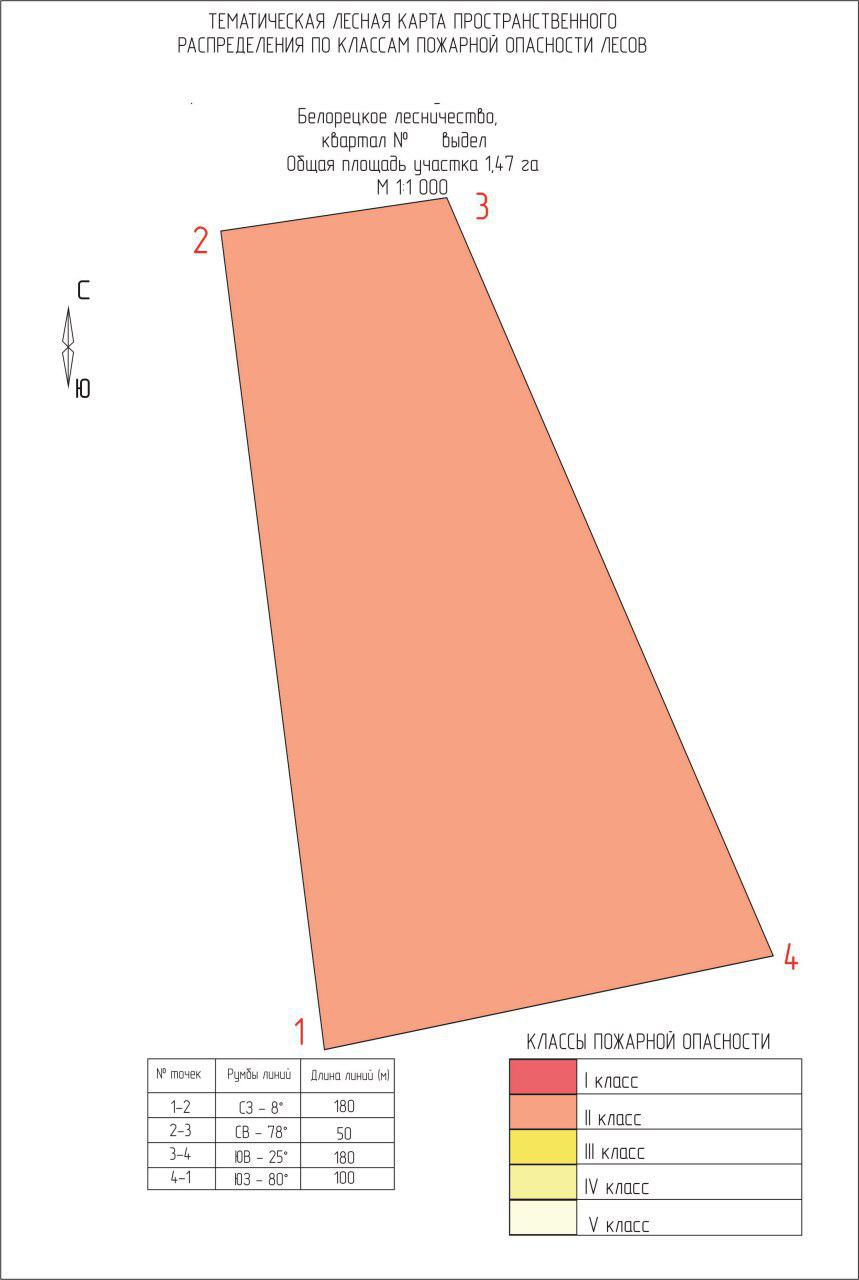 ТЕМАТИЧЕСКАЯ ЛЕСНАЯ КАРТА ПРОСТРАНСТВЕННОГО
РАСПРЕДЕЛЕНИЯ ПО КЛАССАМ ПОЖАРНОЙ ОПАСНОСТИ ЛЕСОВ
Белорецкое лесничество,
квартал № выдел
Общая площадь участка 1,47 га
М 1:1 000
3
2
С
Ю
4
1
№ точек Румбы линий Длина линий (м)
1-2 СЗ - 8° 180
2-3 СВ - 78° 50
3-4 ЮВ - 25° 180
4-1 ЮЗ - 80° 100
КЛАССЫ ПОЖАРНОЙ ОПАСНОСТИ
I класс
II класс
III класс
IV класс
V класс